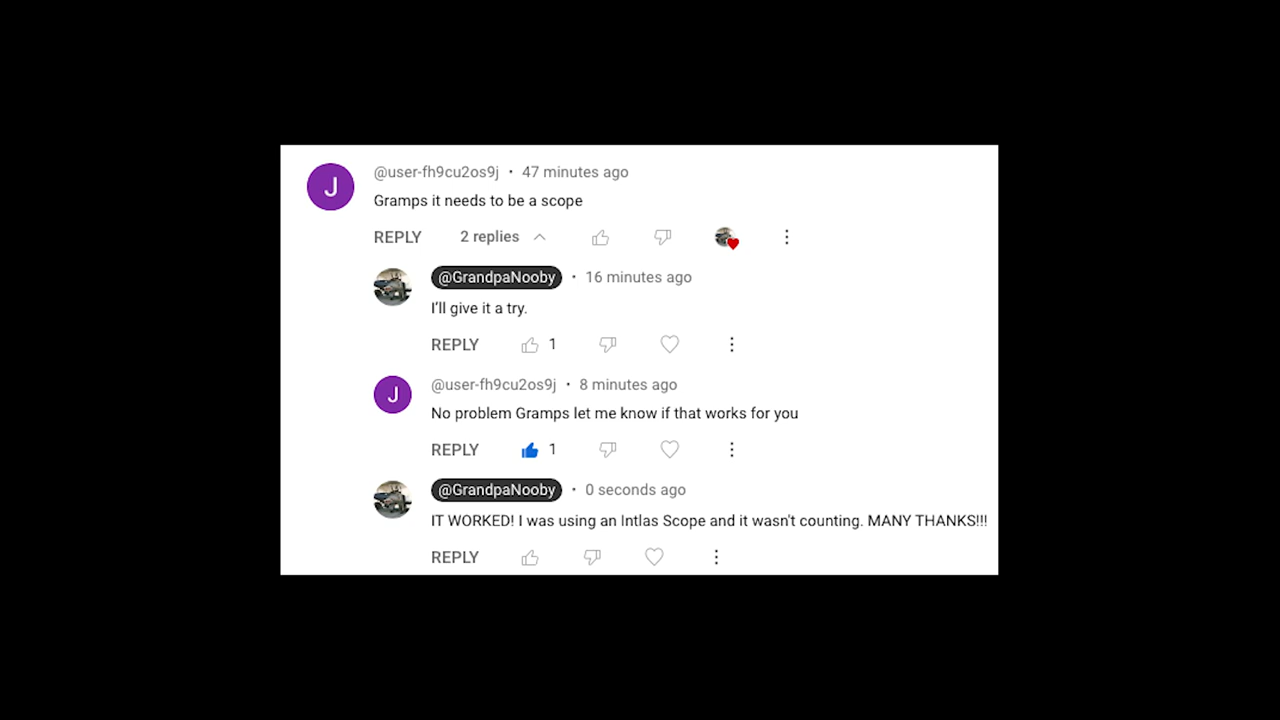 J
@user-fh9cu2os9j • 47 minutes ago
Gramps it needs to be a scope
REPLY 2 replies
@GrandpaNooby • 16 minutes ago
I'll give it a try.
REPLY 1
J
@user-fh9cu2os9j • 8 minutes ago
No problem Gramps let me know if that works for you
REPLY 1
@GrandpaNooby • 0 seconds ago
IT WORKED! I was using an Intlas Scope and it wasn't counting. MANY THANKS!!!
REPLY